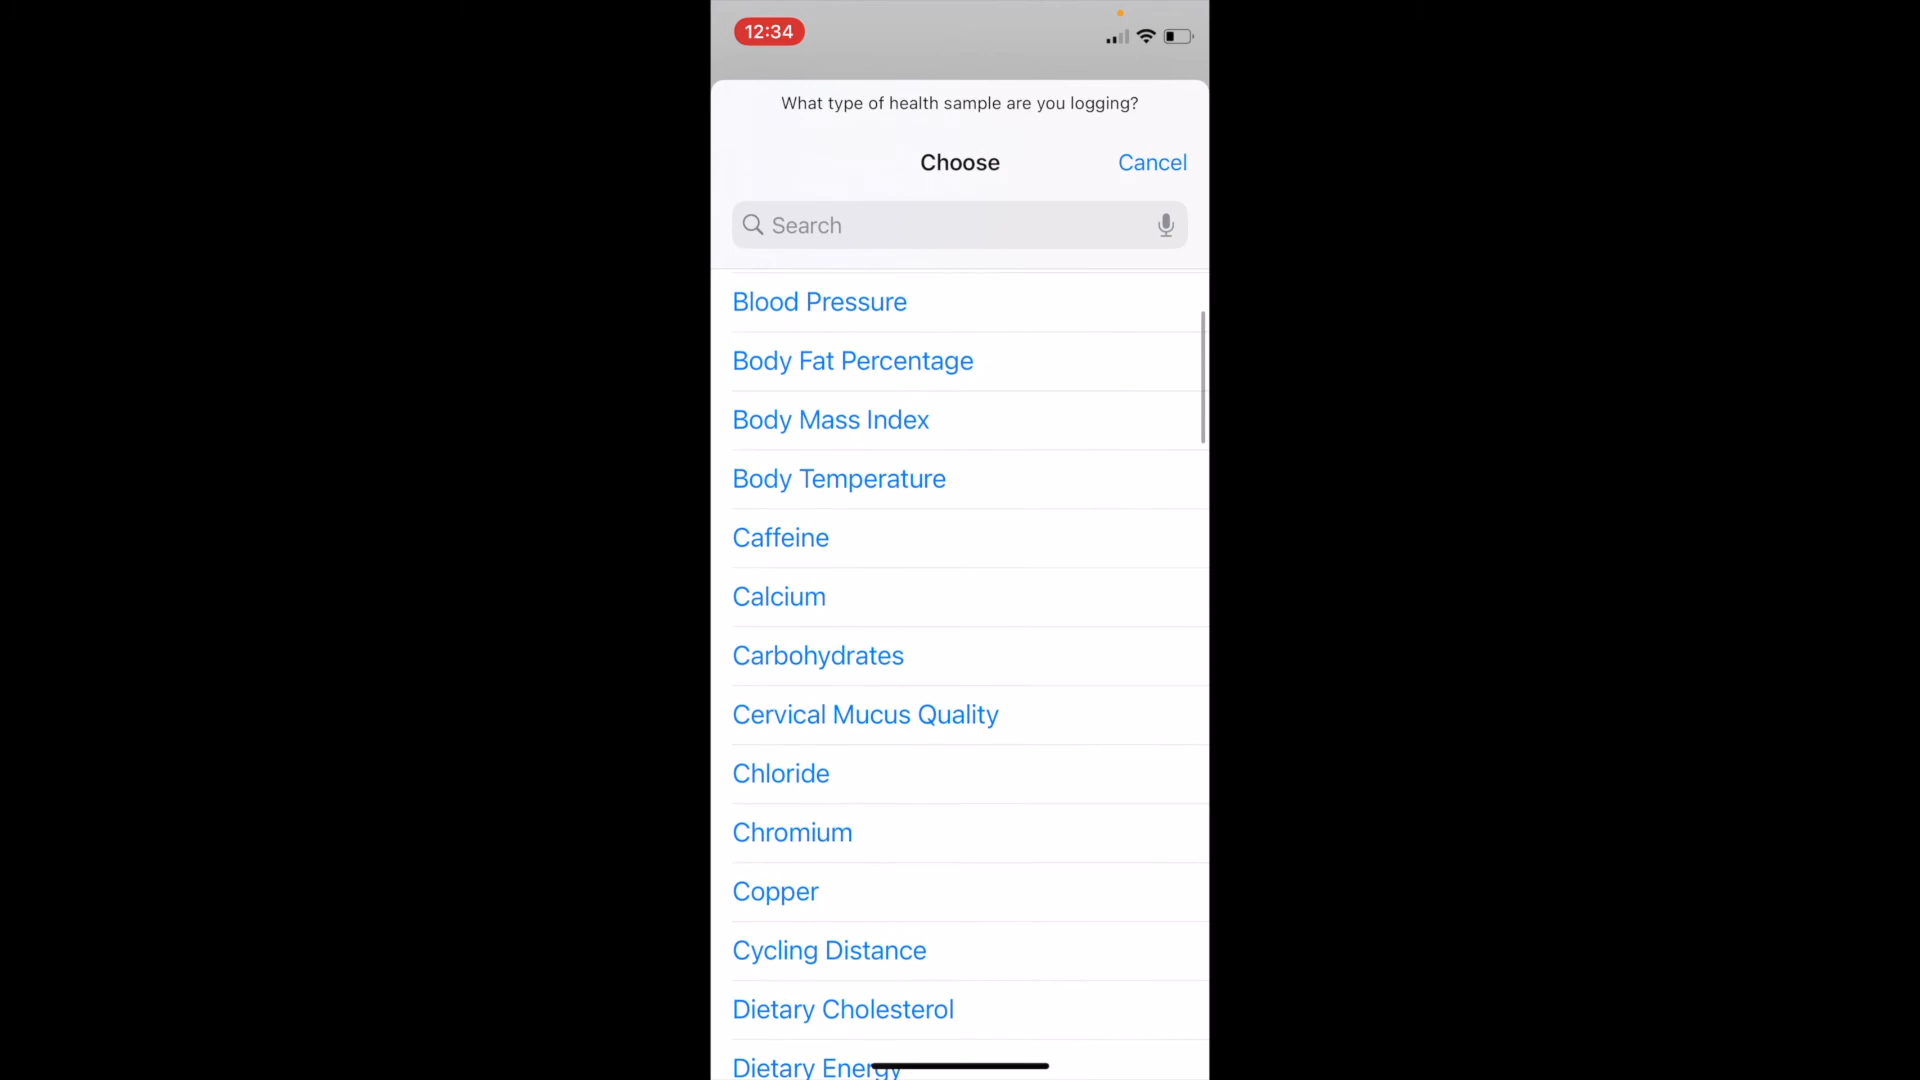 12:34
What type of health sample are you logging?
Choose
Cancel
Search
Blood Pressure
Body Fat Percentage
Body Mass Index
Body Temperature
Caffeine
Calcium
Carbohydrates
Cervical Mucus Quality
Chloride
Chromium
Copper
Cycling Distance
Dietary Cholesterol
Dietary Energy